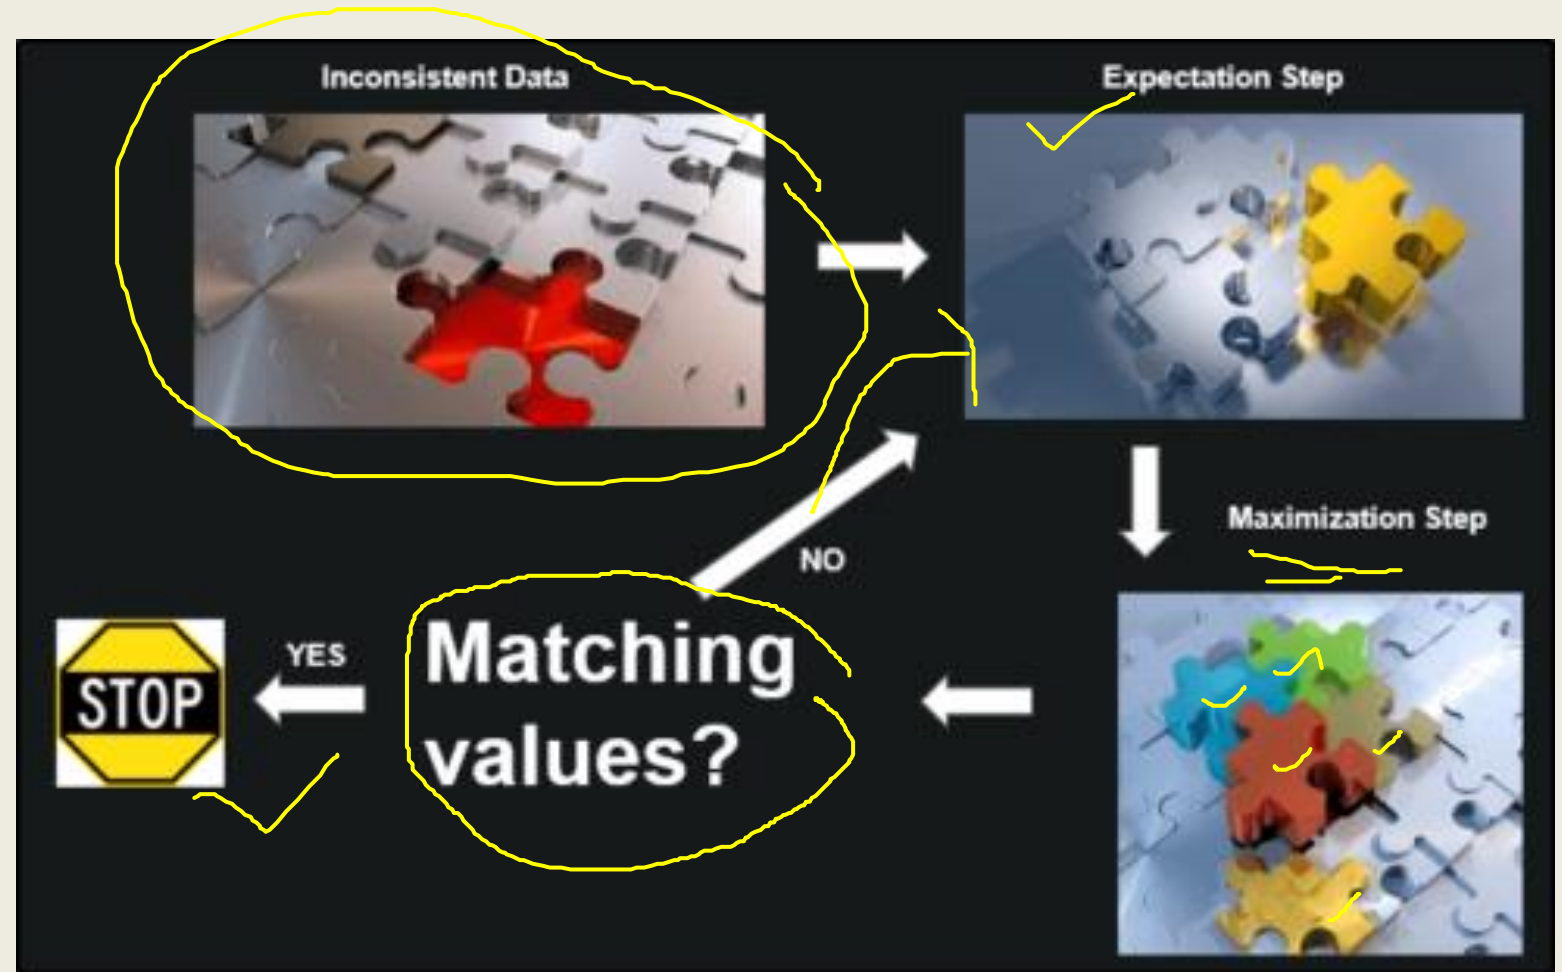 Inconsistent Data
Expectation Step
Maximization Step
NO
Matching
values?
YES
STOP